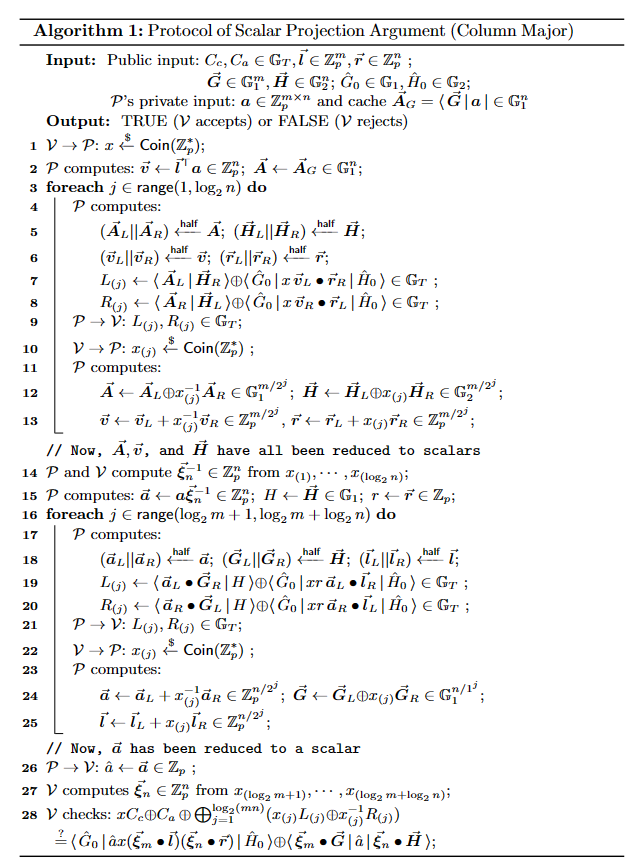 Algorithm 1: Protocol of Scalar Projection Argument (Column Major)
Input: Public input: $C_c, C_a \in \mathbb{G}_T, \vec{l} \in \mathbb{Z}_p^m, \vec{r} \in \mathbb{Z}_p^n$ ;
$\vec{G} \in \mathbb{G}_1^m, \vec{H} \in \mathbb{G}_2^n$; $\hat{G}_0 \in \mathbb{G}_1, \hat{H}_0 \in \mathbb{G}_2$;
$\mathcal{P}$'s private input: $a \in \mathbb{Z}_p^{m \times n}$ and cache $\vec{A}_G = \langle \vec{G} | a \rangle \in \mathbb{G}_1^n$
Output: TRUE ($\mathcal{V}$ accepts) or FALSE ($\mathcal{V}$ rejects)
1 $\mathcal{V} \to \mathcal{P}$: $x \xleftarrow{\$} \mathsf{Coin}(\mathbb{Z}_p^*)$;
2 $\mathcal{P}$ computes: $\vec{v} \leftarrow \vec{l}^\top a \in \mathbb{Z}_p^n$; $\vec{A} \leftarrow \vec{A}_G \in \mathbb{G}_1^n$;
3 foreach $j \in \mathsf{range}(1, \log_2 n)$ do
4 $\mathcal{P}$ computes:
5 $(\vec{A}_L || \vec{A}_R) \xleftarrow{\mathsf{half}} \vec{A}$; $(\vec{H}_L || \vec{H}_R) \xleftarrow{\mathsf{half}} \vec{H}$;
6 $(\vec{v}_L || \vec{v}_R) \xleftarrow{\mathsf{half}} \vec{v}$; $(\vec{r}_L || \vec{r}_R) \xleftarrow{\mathsf{half}} \vec{r}$;
7 $L_{(j)} \leftarrow \langle \vec{A}_L | \vec{H}_R \rangle \oplus \langle \hat{G}_0 | x \vec{v}_L \bullet \vec{r}_R | \hat{H}_0 \rangle \in \mathbb{G}_T$ ;
8 $R_{(j)} \leftarrow \langle \vec{A}_R | \vec{H}_L \rangle \oplus \langle \hat{G}_0 | x \vec{v}_R \bullet \vec{r}_L | \hat{H}_0 \rangle \in \mathbb{G}_T$ ;
9 $\mathcal{P} \to \mathcal{V}$: $L_{(j)}, R_{(j)} \in \mathbb{G}_T$;
10 $\mathcal{V} \to \mathcal{P}$: $x_{(j)} \xleftarrow{\$} \mathsf{Coin}(\mathbb{Z}_p^*)$ ;
11 $\mathcal{P}$ computes:
12 $\vec{A} \leftarrow \vec{A}_L \oplus x_{(j)}^{-1} \vec{A}_R \in \mathbb{G}_1^{m/2^j}$; $\vec{H} \leftarrow \vec{H}_L \oplus x_{(j)} \vec{H}_R \in \mathbb{G}_2^{m/2^j}$;
13 $\vec{v} \leftarrow \vec{v}_L + x_{(j)}^{-1} \vec{v}_R \in \mathbb{Z}_p^{m/2^j}$, $\vec{r} \leftarrow \vec{r}_L + x_{(j)} \vec{r}_R \in \mathbb{Z}_p^{m/2^j}$;
// Now, $\vec{A}, \vec{v}$, and $\vec{H}$ have all been reduced to scalars
14 $\mathcal{P}$ and $\mathcal{V}$ compute $\vec{\xi}_n^{-1} \in \mathbb{Z}_p^n$ from $x_{(1)}, \cdots, x_{(\log_2 n)}$;
15 $\mathcal{P}$ computes: $\vec{a} \leftarrow a \vec{\xi}_n^{-1} \in \mathbb{Z}_p^n$; $H \leftarrow \vec{H} \in \mathbb{G}_1$; $r \leftarrow \vec{r} \in \mathbb{Z}_p$;
16 foreach $j \in \mathsf{range}(\log_2 m + 1, \log_2 m + \log_2 n)$ do
17 $\mathcal{P}$ computes:
18 $(\vec{a}_L || \vec{a}_R) \xleftarrow{\mathsf{half}} \vec{a}$; $(\vec{G}_L || \vec{G}_R) \xleftarrow{\mathsf{half}} \vec{H}$; $(\vec{l}_L || \vec{l}_R) \xleftarrow{\mathsf{half}} \vec{l}$;
19 $L_{(j)} \leftarrow \langle \vec{a}_L \bullet \vec{G}_R | H \rangle \oplus \langle \hat{G}_0 | xr \vec{a}_L \bullet \vec{l}_R | \hat{H}_0 \rangle \in \mathbb{G}_T$ ;
20 $R_{(j)} \leftarrow \langle \vec{a}_R \bullet \vec{G}_L | H \rangle \oplus \langle \hat{G}_0 | xr \vec{a}_R \bullet \vec{l}_L | \hat{H}_0 \rangle \in \mathbb{G}_T$ ;
21 $\mathcal{P} \to \mathcal{V}$: $L_{(j)}, R_{(j)} \in \mathbb{G}_T$;
22 $\mathcal{V} \to \mathcal{P}$: $x_{(j)} \xleftarrow{\$} \mathsf{Coin}(\mathbb{Z}_p^*)$ ;
23 $\mathcal{P}$ computes:
24 $\vec{a} \leftarrow \vec{a}_L + x_{(j)}^{-1} \vec{a}_R \in \mathbb{Z}_p^{n/2^j}$; $\vec{G} \leftarrow \vec{G}_L \oplus x_{(j)} \vec{G}_R \in \mathbb{G}_1^{n/1^j}$;
25 $\vec{l} \leftarrow \vec{l}_L + x_{(j)} \vec{l}_R \in \mathbb{Z}_p^{n/2^j}$;
// Now, $\vec{a}$ has been reduced to a scalar
26 $\mathcal{P} \to \mathcal{V}$: $\hat{a} \leftarrow \vec{a} \in \mathbb{Z}_p$ ;
27 $\mathcal{V}$ computes $\vec{\xi}_n \in \mathbb{Z}_p^n$ from $x_{(\log_2 m+1)}, \cdots, x_{(\log_2 m + \log_2 n)}$;
28 $\mathcal{V}$ checks: $xC_c \oplus C_a \oplus \bigoplus_{j=1}^{\log_2(mn)} (x_{(j)} L_{(j)} \oplus x_{(j)}^{-1} R_{(j)})$
$\stackrel{?}{=} \langle \hat{G}_0 | \hat{a}x(\vec{\xi}_m \bullet \vec{l})(\vec{\xi}_n \bullet \vec{r}) | \hat{H}_0 \rangle \oplus \langle \vec{\xi}_m \bullet \vec{G} | \hat{a} | \vec{\xi}_n \bullet \vec{H} \rangle$;